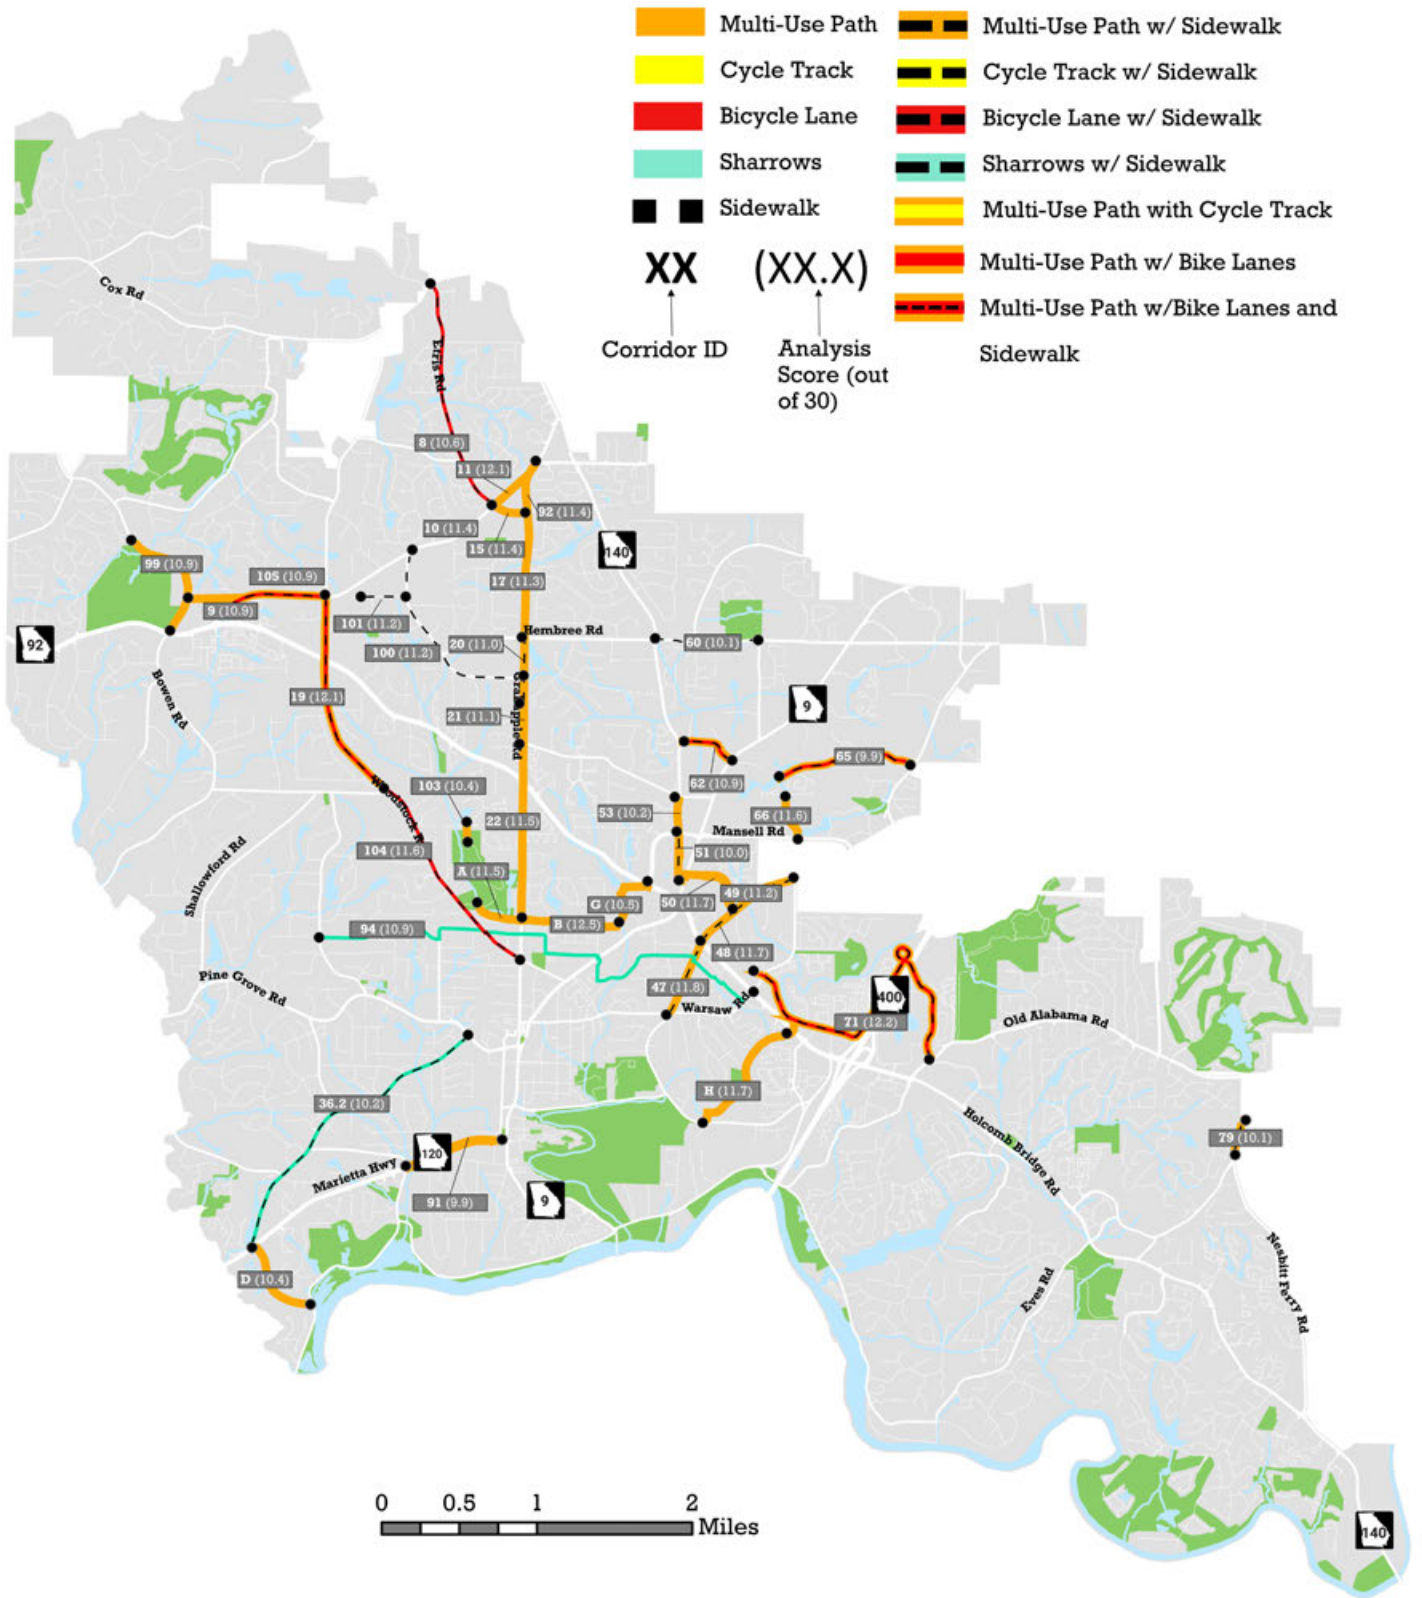 Multi-Use Path
Multi-Use Path w/ Sidewalk
Cycle Track
Cycle Track w/ Sidewalk
Bicycle Lane
Bicycle Lane w/ Sidewalk
Sharrows
Sharrows w/ Sidewalk
Sidewalk
Multi-Use Path with Cycle Track
XX
(XX.X)
Multi-Use Path w/ Bike Lanes
Multi-Use Path w/Bike Lanes and
Sidewalk
Corridor ID
Analysis
Score (out
of 30)
Cox Rd
Etris Rd
8 (10.6)
11 (12.1)
92 (11.4)
10 (11.4)
15 (11.4)
140
99 (10.9)
105 (10.9)
17 (11.3)
9 (10.9)
101 (11.2)
Hembree Rd
92
100 (11.2)
20 (11.0)
60 (10.1)
Bowen Rd
19 (12.1)
9
21 (11.1)
62 (10.9)
65 (9.9)
103 (10.4)
Woodstock R
53 (10.2)
66 (11.6)
22 (11.5)
Mansell Rd
104 (11.6)
51 (10.0)
Shallowford Rd
A (11.5)
49 (11.2)
G (10.5)
50 (11.7)
94 (10.9)
B (12.5)
48 (11.7)
Pine Grove Rd
47 (11.8)
Warsaw Rd
400
71 (12.2)
Old Alabama Rd
H (11.7)
36.2 (10.2)
Holcomb Bridge Rd
79 (10.1)
120
Marietta Hwy
91 (9.9)
9
D (10.4)
Eves Rd
Nesbitt Ferry Rd
0 0.5 1 2
Miles
140